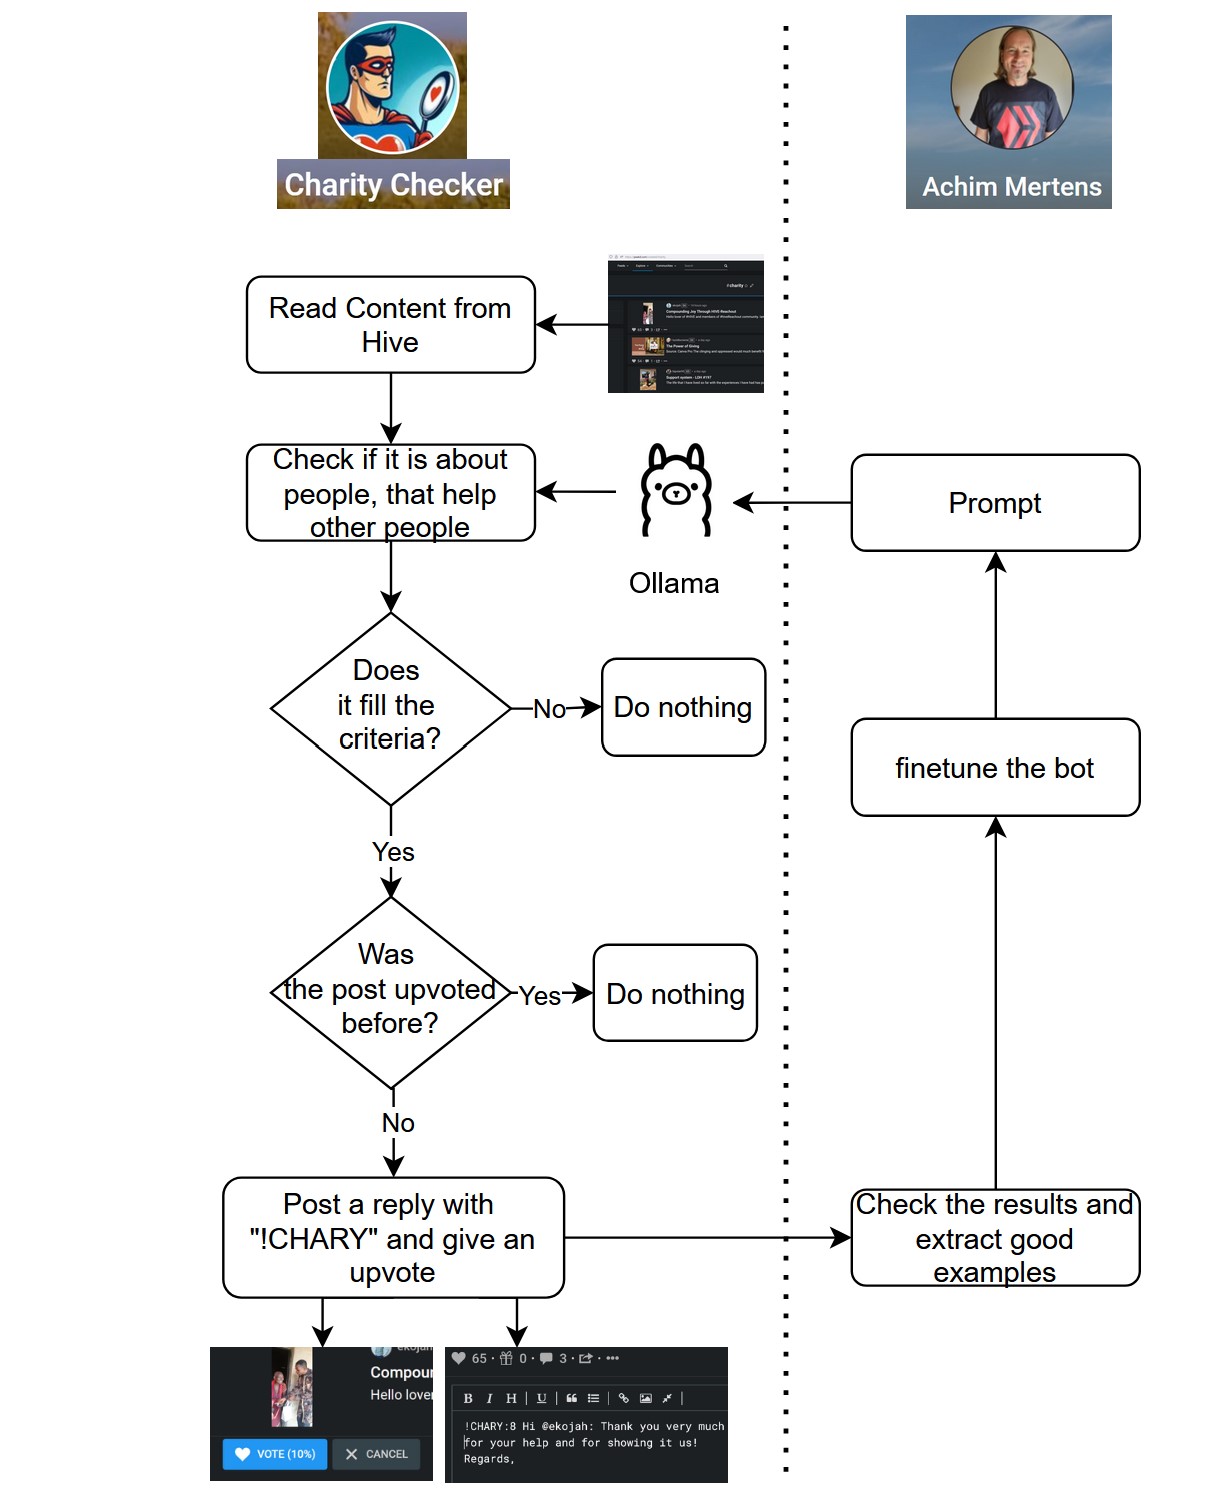 Charity Checker
Achim Mertens
Read Content from
Hive
#charity
Compounding Joy Through HIVE Reachout
The Power of Giving
Support system - LOH #197
Check if it is about
people, that help
other people
Ollama
Prompt
Does
it fill the
criteria?
No
Do nothing
finetune the bot
Yes
Was
the post upvoted
before?
Yes
Do nothing
No
Post a reply with
"!CHARY" and give an
upvote
Check the results and
extract good
examples
ekojah
Compour
Hello lover
VOTE (10%)
CANCEL
65 · 0 · 3 · · •••
B I H | U | |
!CHARY:8 Hi @ekojah: Thank you very much
for your help and for showing it us!
Regards,